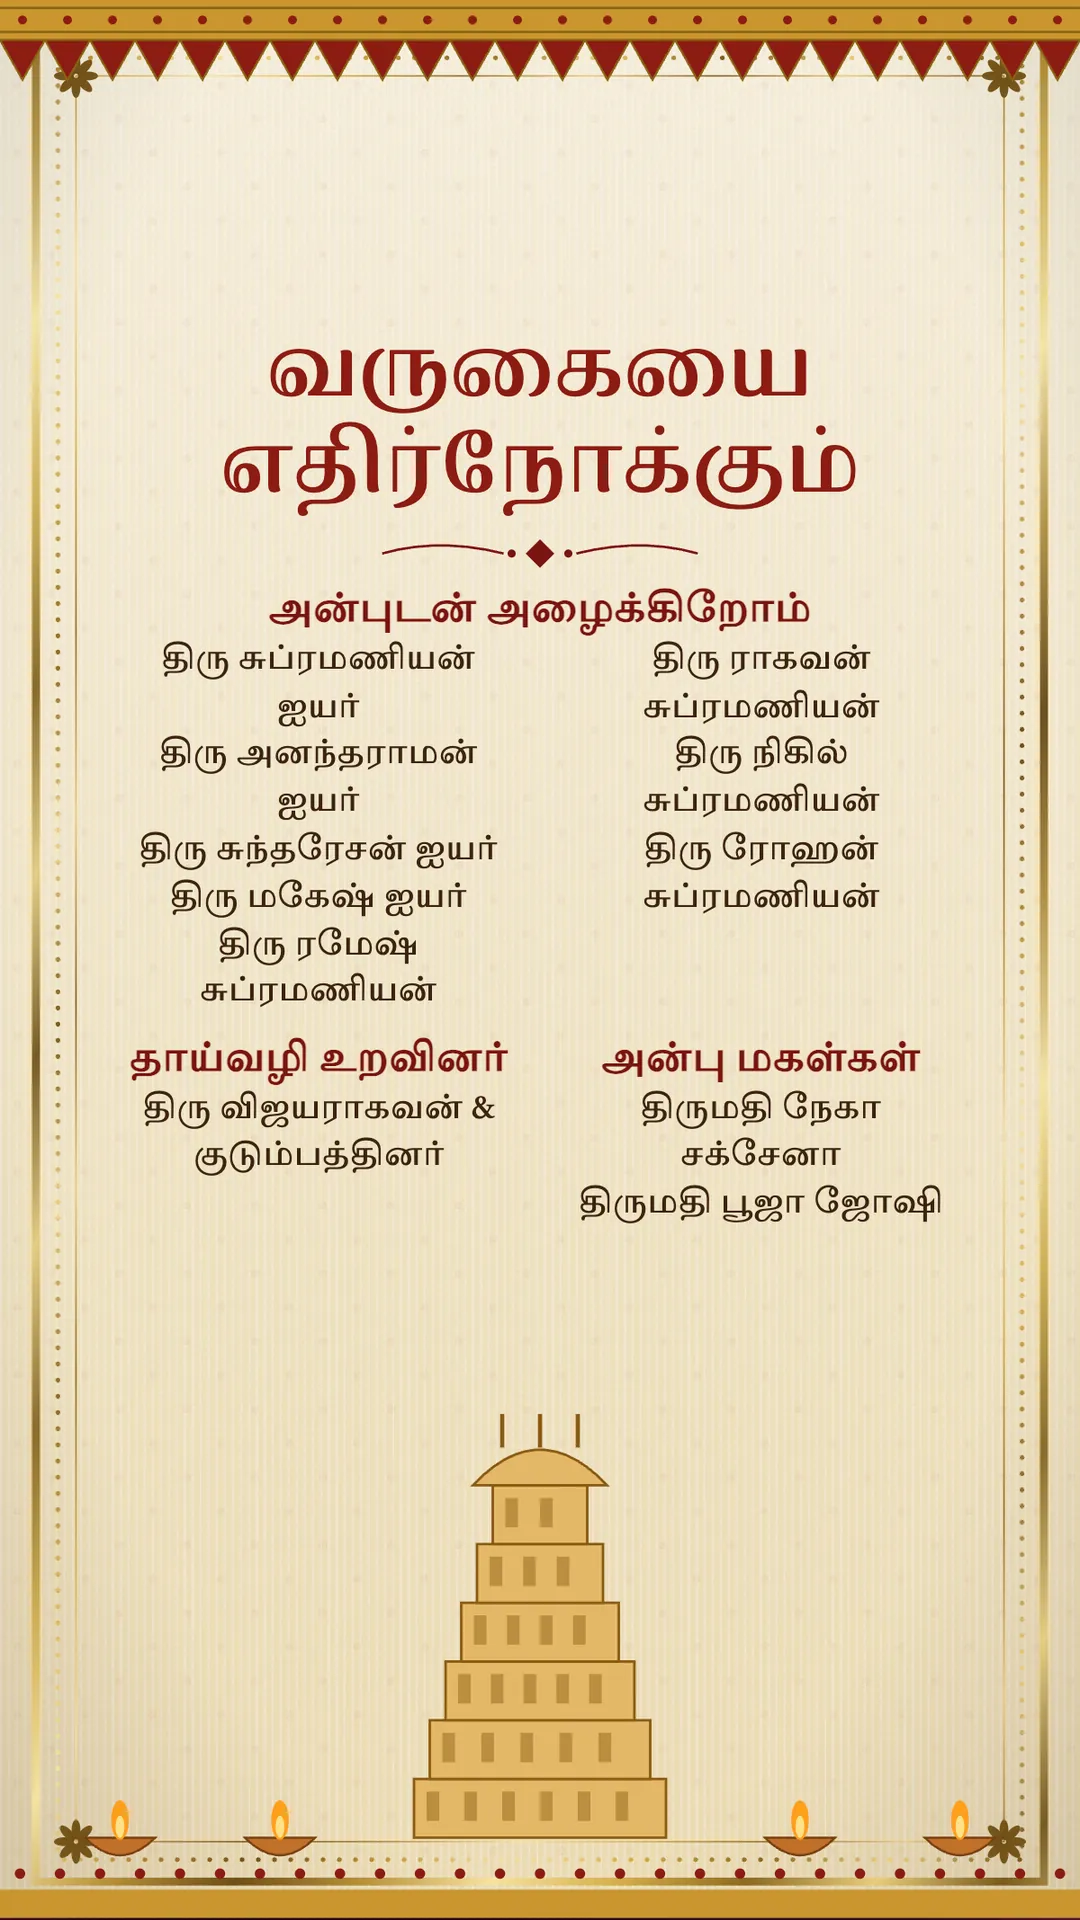 வருகையை
எதிர்நோக்கும்
அன்புடன் அழைக்கிறோம்
திரு சுப்ரமணியன்
ஐயர்
திரு அனந்தராமன்
ஐயர்
திரு சுந்தரேசன் ஐயர்
திரு மகேஷ் ஐயர்
திரு ரமேஷ்
சுப்ரமணியன்
திரு ராகவன்
சுப்ரமணியன்
திரு நிகில்
சுப்ரமணியன்
திரு ரோஹன்
சுப்ரமணியன்
தாய்வழி உறவினர்
திரு விஜயராகவன் &
குடும்பத்தினர்
அன்பு மகள்கள்
திருமதி நேகா
சக்சேனா
திருமதி பூஜா ஜோஷி